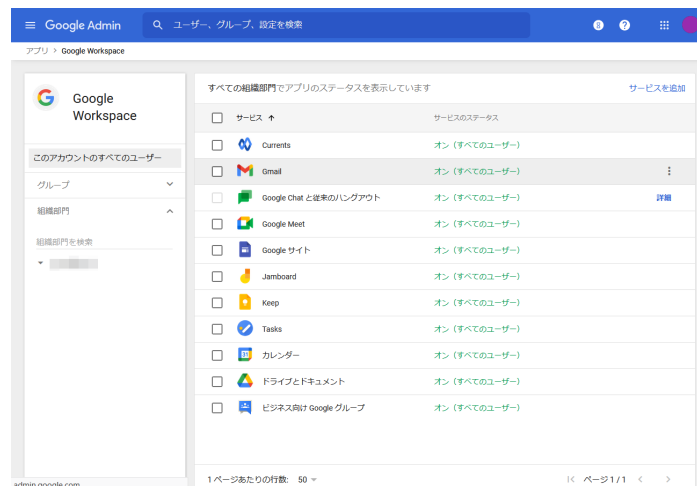 Google Admin
ユーザー、グループ、設定を検索
アプリ > Google Workspace
Google
Workspace
このアカウントのすべてのユーザー
グループ
組織部門
組織部門を検索
すべての組織部門でアプリのステータスを表示しています
サービスを追加
サービス ↑ サービスのステータス
Currents オン（すべてのユーザー）
Gmail オン（すべてのユーザー）
Google Chat と従来のハングアウト オン（すべてのユーザー） 詳細
Google Meet オン（すべてのユーザー）
Google サイト オン（すべてのユーザー）
Jamboard オン（すべてのユーザー）
Keep オン（すべてのユーザー）
Tasks オン（すべてのユーザー）
31 カレンダー オン（すべてのユーザー）
ドライブとドキュメント オン（すべてのユーザー）
ビジネス向け Google グループ オン（すべてのユーザー）
1 ページあたりの行数: 50
ページ 1 / 1
admin.google.com